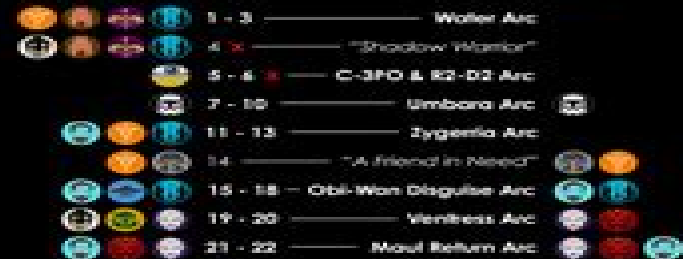 1 - 3 Water Arc
4 x "Shadow Warrior"
5 - 6 x C-3PO & R2-D2 Arc
7 - 10 Umbara Arc
11 - 13 Zygerria Arc
14 "A Friend in Need"
15 - 18 Obi-Wan Disguise Arc
19 - 20 Ventress Arc
21 - 22 Maul Return Arc